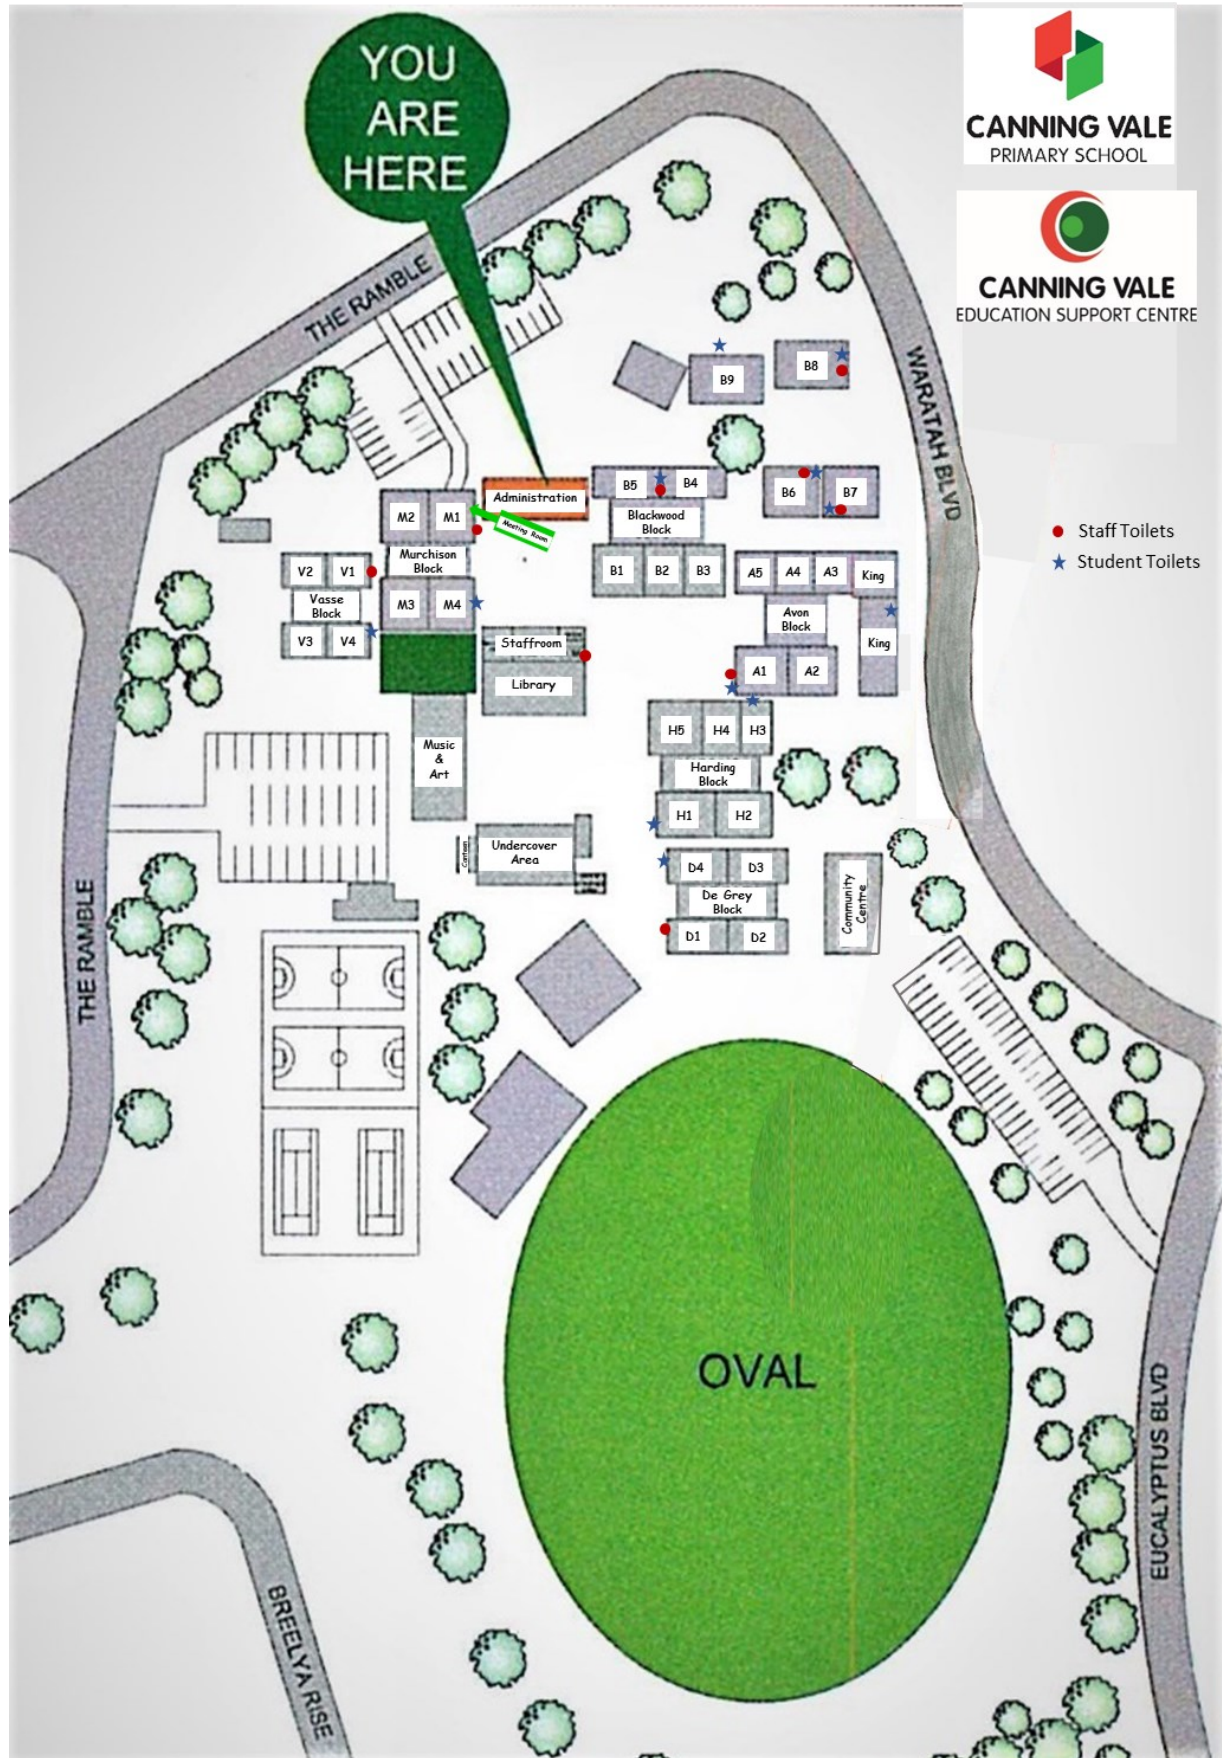 YOU
ARE
HERE
CANNING VALE
PRIMARY SCHOOL
CANNING VALE
EDUCATION SUPPORT CENTRE
THE RAMBLE
WARATAH BLVD
B9
B8
B5
B4
B6
B7
Administration
Meeting Room
M2
M1
Blackwood
Block
Staff Toilets
Student Toilets
Murchison
Block
V2
V1
B1
B2
B3
A5
A4
A3
King
Vasse
Block
M3
M4
Avon
Block
V3
V4
Staffroom
King
Library
A1
A2
H5
H4
H3
Music
&
Art
Harding
Block
H1
H2
Canteen
Undercover
Area
D4
D3
De Grey
Block
Community
Centre
D1
D2
THE RAMBLE
OVAL
EUCALYPTUS BLVD
BREELYA RISE